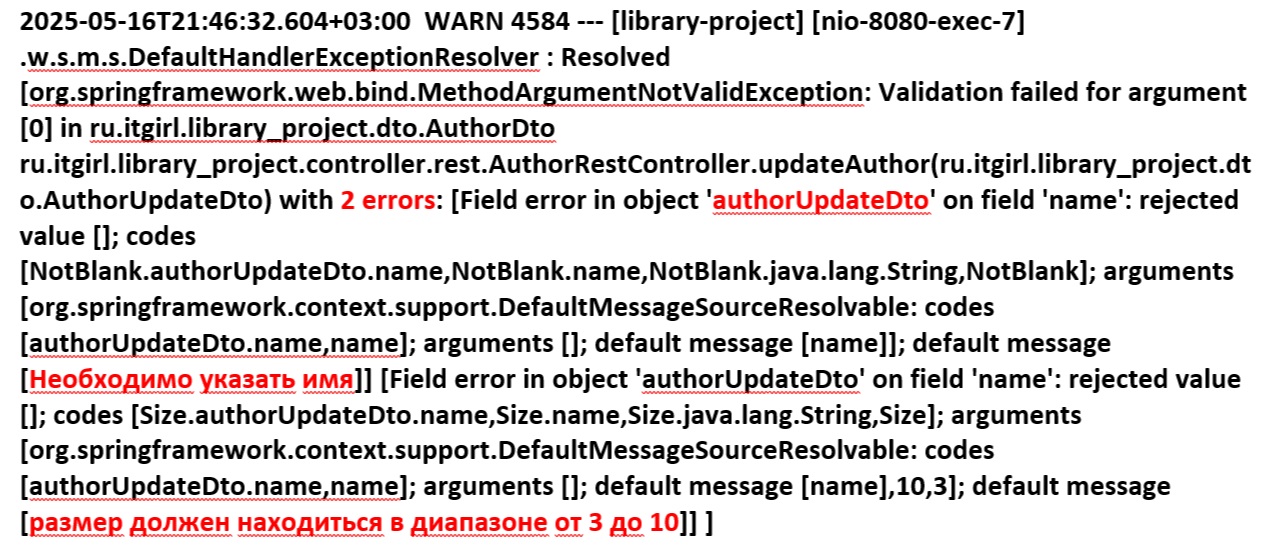 2025-05-16T21:46:32.604+03:00  WARN 4584 --- [library-project] [nio-8080-exec-7]
.w.s.m.s.DefaultHandlerExceptionResolver : Resolved
[org.springframework.web.bind.MethodArgumentNotValidException: Validation failed for argument
[0] in ru.itgirl.library_project.dto.AuthorDto
ru.itgirl.library_project.controller.rest.AuthorRestController.updateAuthor(ru.itgirl.library_project.dt
o.AuthorUpdateDto) with 2 errors: [Field error in object 'authorUpdateDto' on field 'name': rejected
value []; codes
[NotBlank.authorUpdateDto.name,NotBlank.name,NotBlank.java.lang.String,NotBlank]; arguments
[org.springframework.context.support.DefaultMessageSourceResolvable: codes
[authorUpdateDto.name,name]; arguments []; default message [name]]; default message
[Необходимо указать имя]] [Field error in object 'authorUpdateDto' on field 'name': rejected value
[]; codes [Size.authorUpdateDto.name,Size.name,Size.java.lang.String,Size]; arguments
[org.springframework.context.support.DefaultMessageSourceResolvable: codes
[authorUpdateDto.name,name]; arguments []; default message [name],10,3]; default message
[размер должен находиться в диапазоне от 3 до 10]] ]